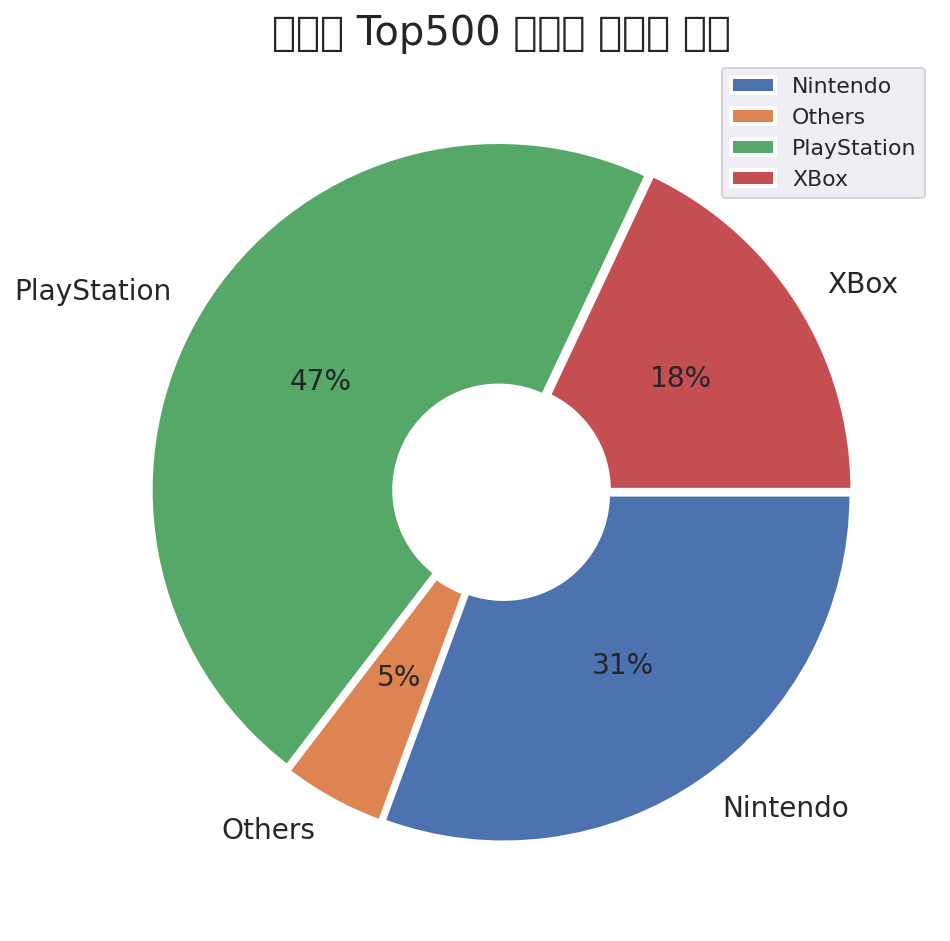 Top500
Nintendo
Others
PlayStation
XBox
PlayStation
XBox
47%
18%
31%
5%
Nintendo
Others